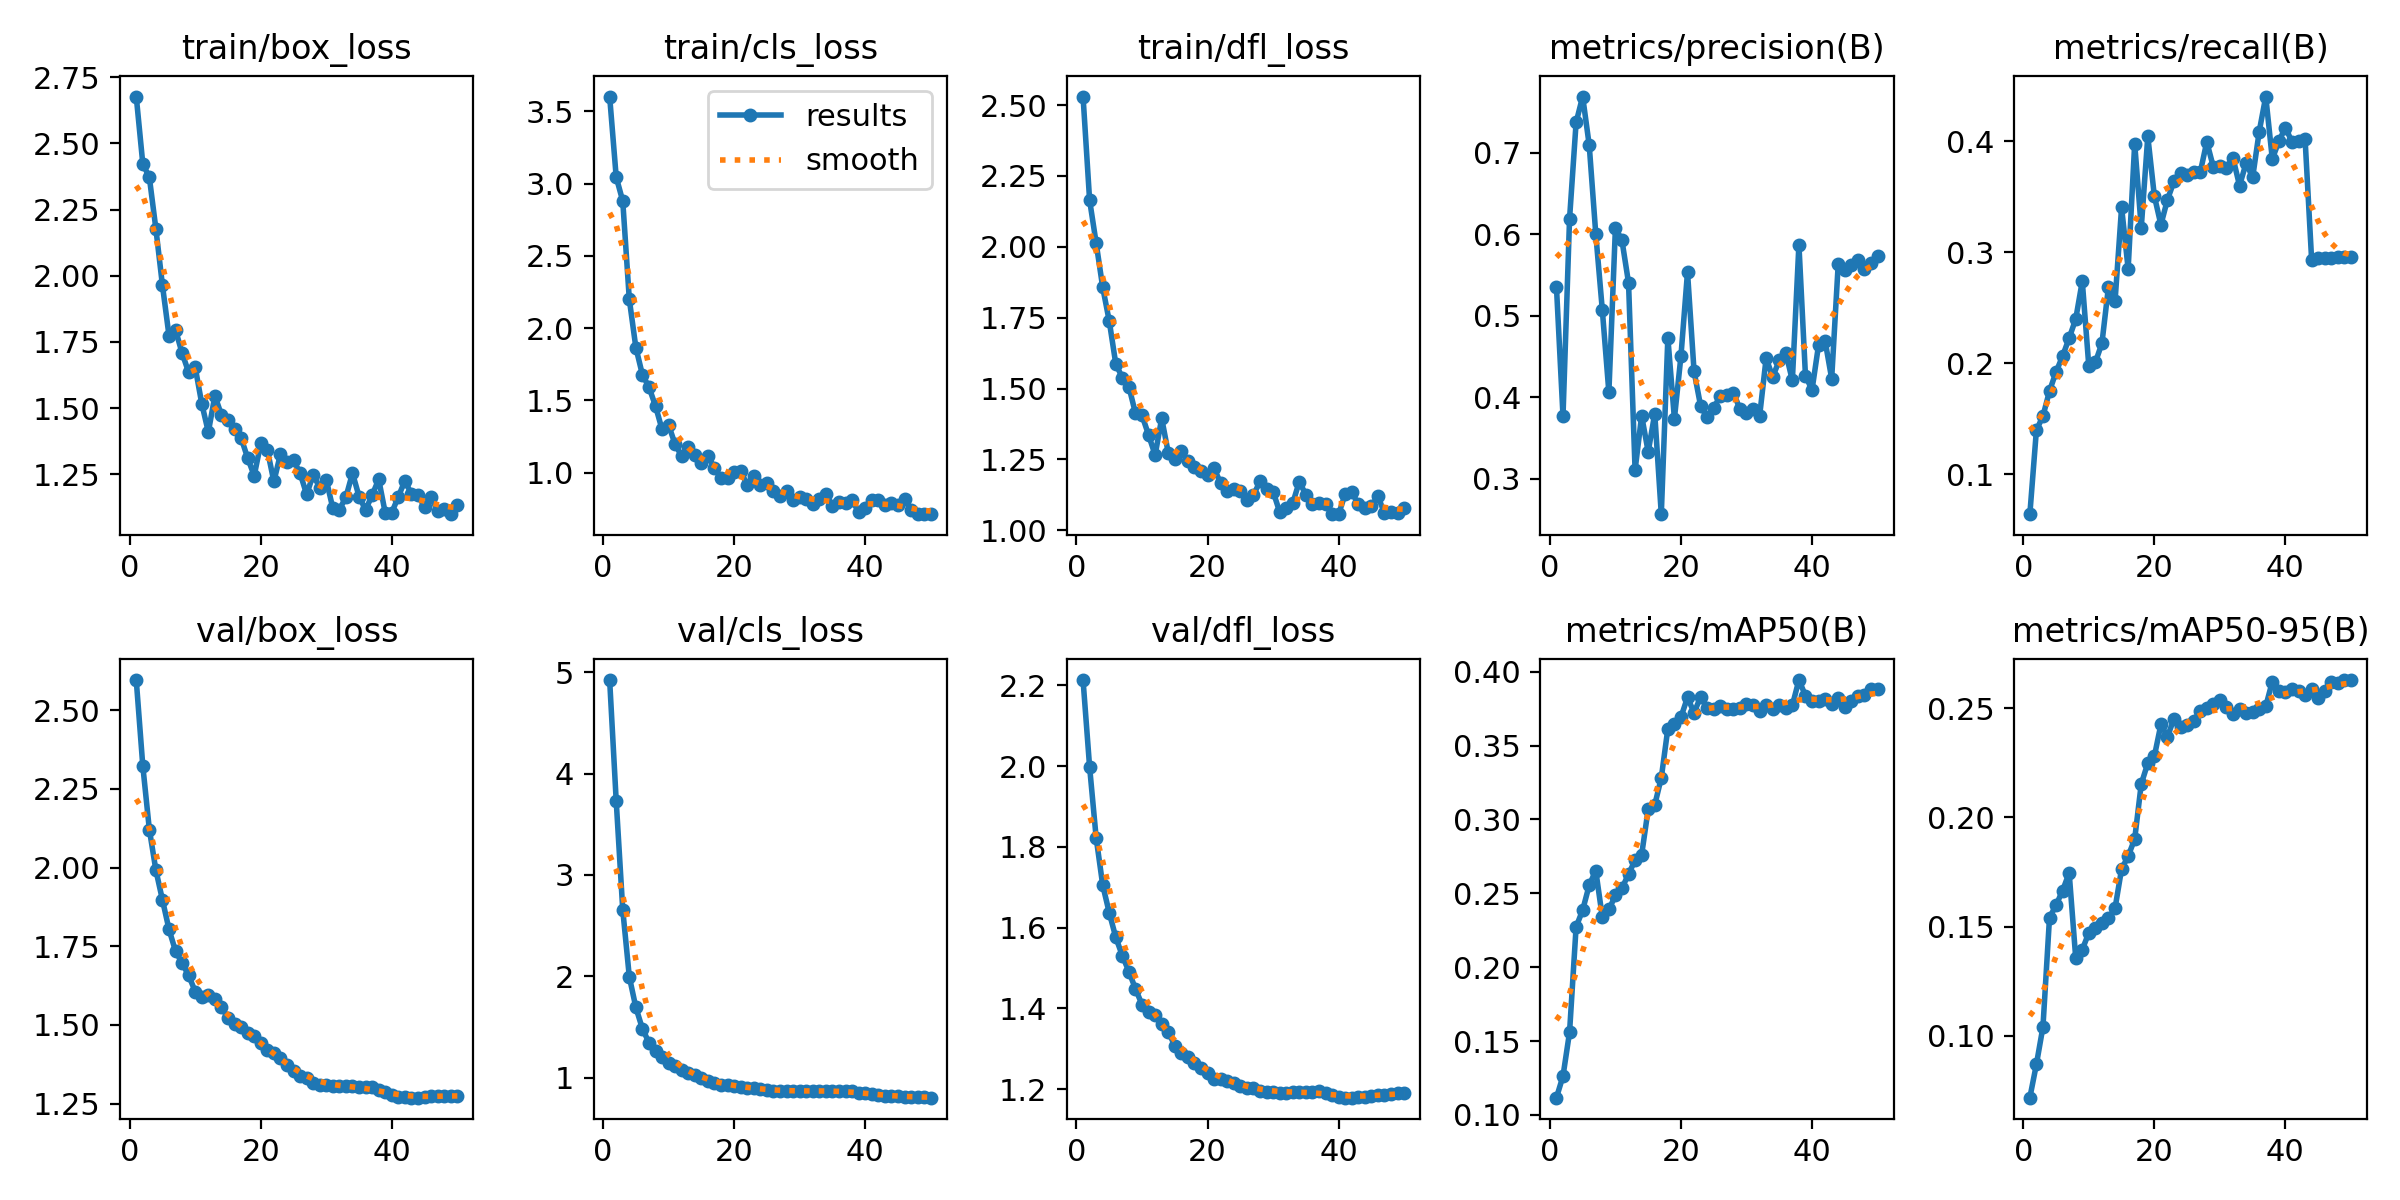 train/box_loss
train/cls_loss
train/dfl_loss
metrics/precision(B)
metrics/recall(B)
2.75
2.50
2.25
2.00
1.75
1.50
1.25
0 20 40
3.5
3.0
2.5
2.0
1.5
1.0
results
smooth
0 20 40
2.50
2.25
2.00
1.75
1.50
1.25
1.00
0 20 40
0.7
0.6
0.5
0.4
0.3
0 20 40
0.4
0.3
0.2
0.1
0 20 40
val/box_loss
val/cls_loss
val/dfl_loss
metrics/mAP50(B)
metrics/mAP50-95(B)
2.50
2.25
2.00
1.75
1.50
1.25
0 20 40
5
4
3
2
1
0 20 40
2.2
2.0
1.8
1.6
1.4
1.2
0 20 40
0.40
0.35
0.30
0.25
0.20
0.15
0.10
0 20 40
0.25
0.20
0.15
0.10
0 20 40